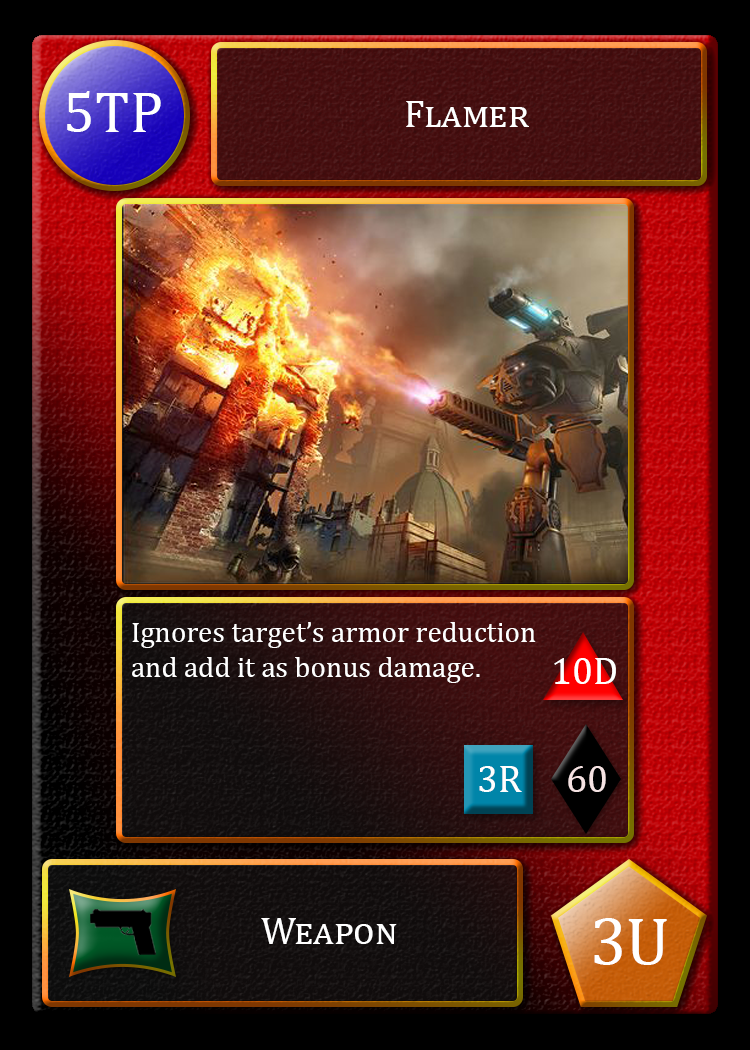 5TP
Flamer
Ignores target's armor reduction
and add it as bonus damage.
10D
3R
60
Weapon
3U